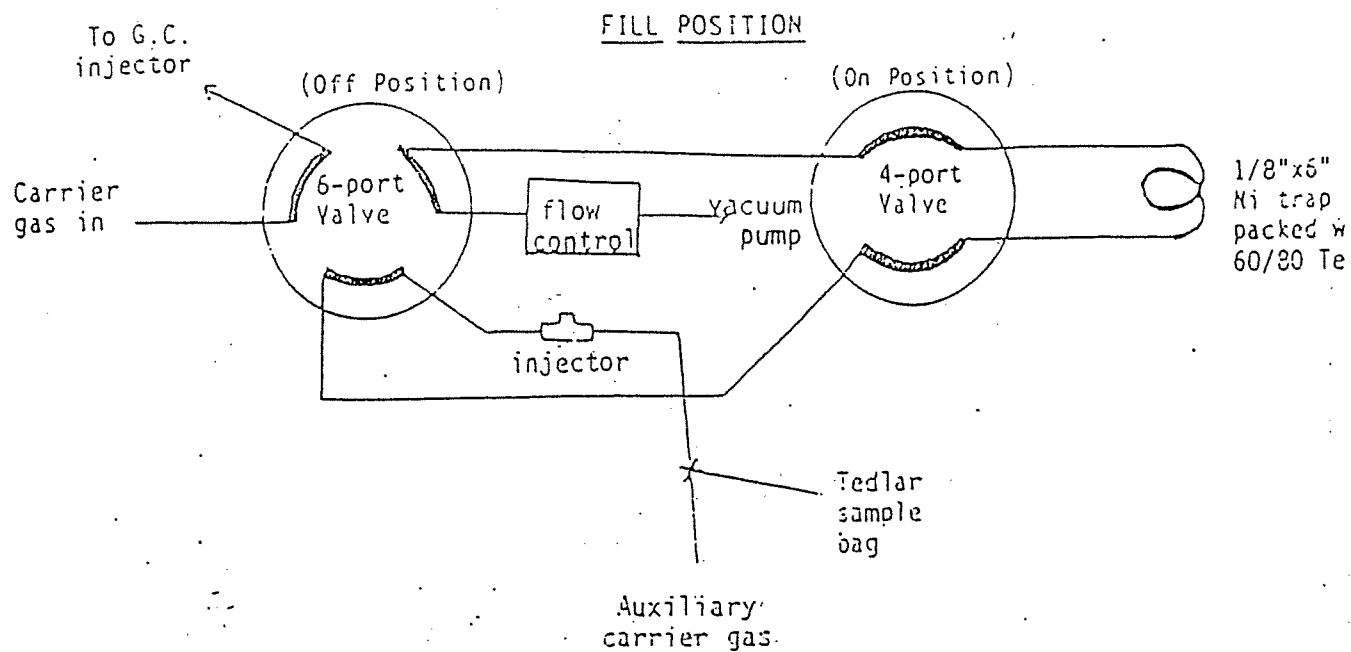 FILL POSITION
To G.C.
injector
(Off Position)
(On Position)
Carrier
gas in
6-port
Valve
flow
control
vacuum
pump
4-port
Valve
1/8"x6"
Ni trap
packed w
60/80 Te
injector
Tedlar
sample
bag
Auxiliary
carrier gas